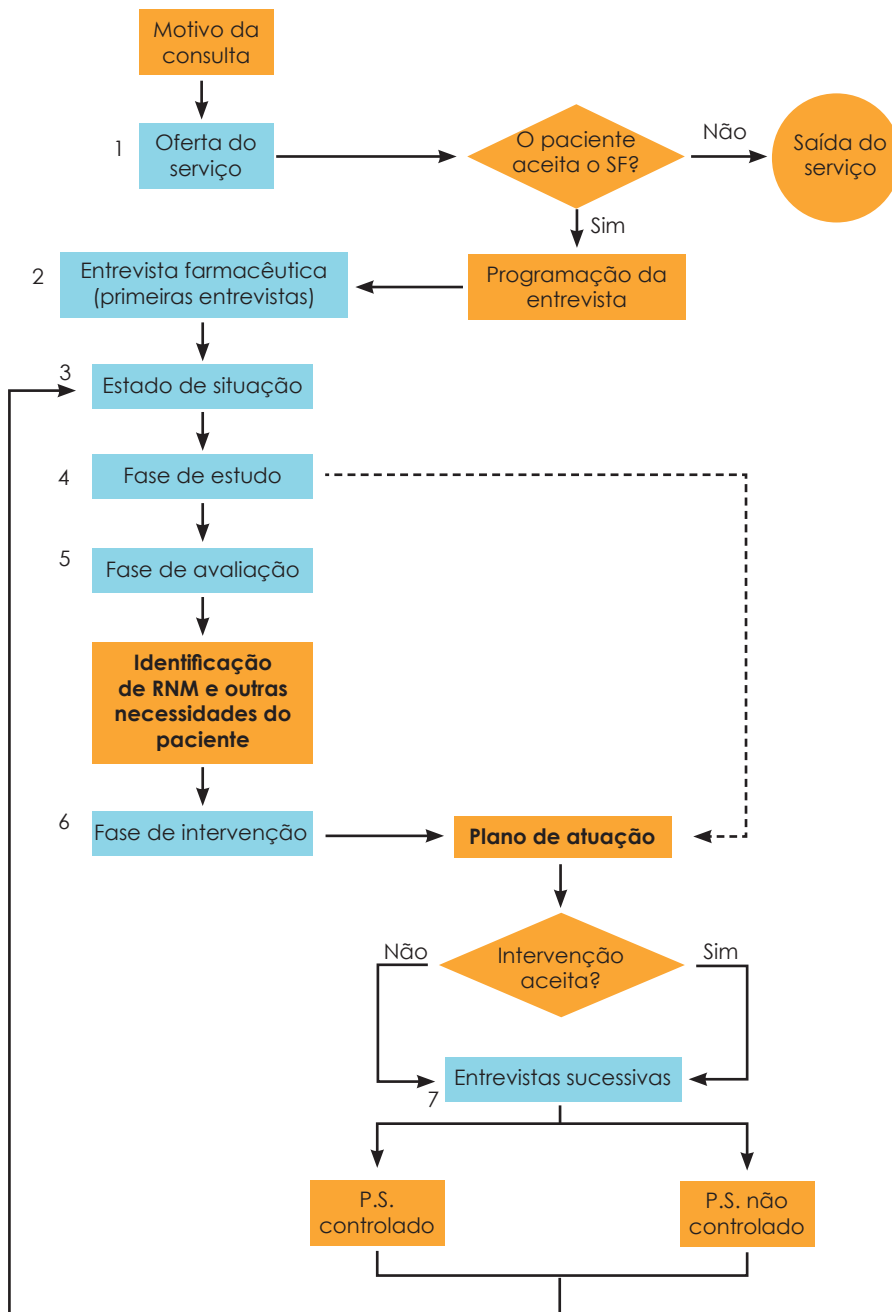 Motivo da
consulta
1
Oferta do
serviço
O paciente
aceita o SF?
Não
Saída do
serviço
Sim
2
Entrevista farmacêutica
(primeiras entrevistas)
Programação da
entrevista
3
Estado de situação
4
Fase de estudo
5
Fase de avaliação
Identificação
de RNM e outras
necessidades do
paciente
6
Fase de intervenção
Plano de atuação
Não
Intervenção
aceita?
Sim
Entrevistas sucessivas
7
P.S.
controlado
P.S. não
controlado